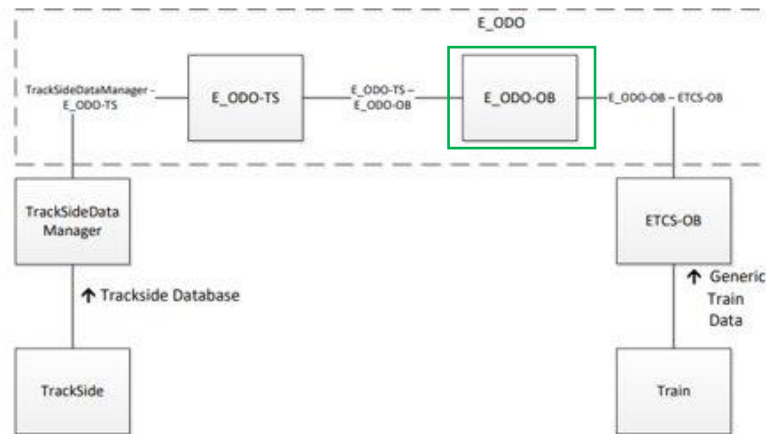 E_ODO
TrackSideDataManager -
E_ODO-TS
E_ODO-TS
E_ODO-TS –
E_ODO-OB
E_ODO-OB
E_ODO-OB – ETCS-OB
TrackSideData
Manager
ETCS-OB
↑ Trackside Database
↑ Generic
Train
Data
TrackSide
Train